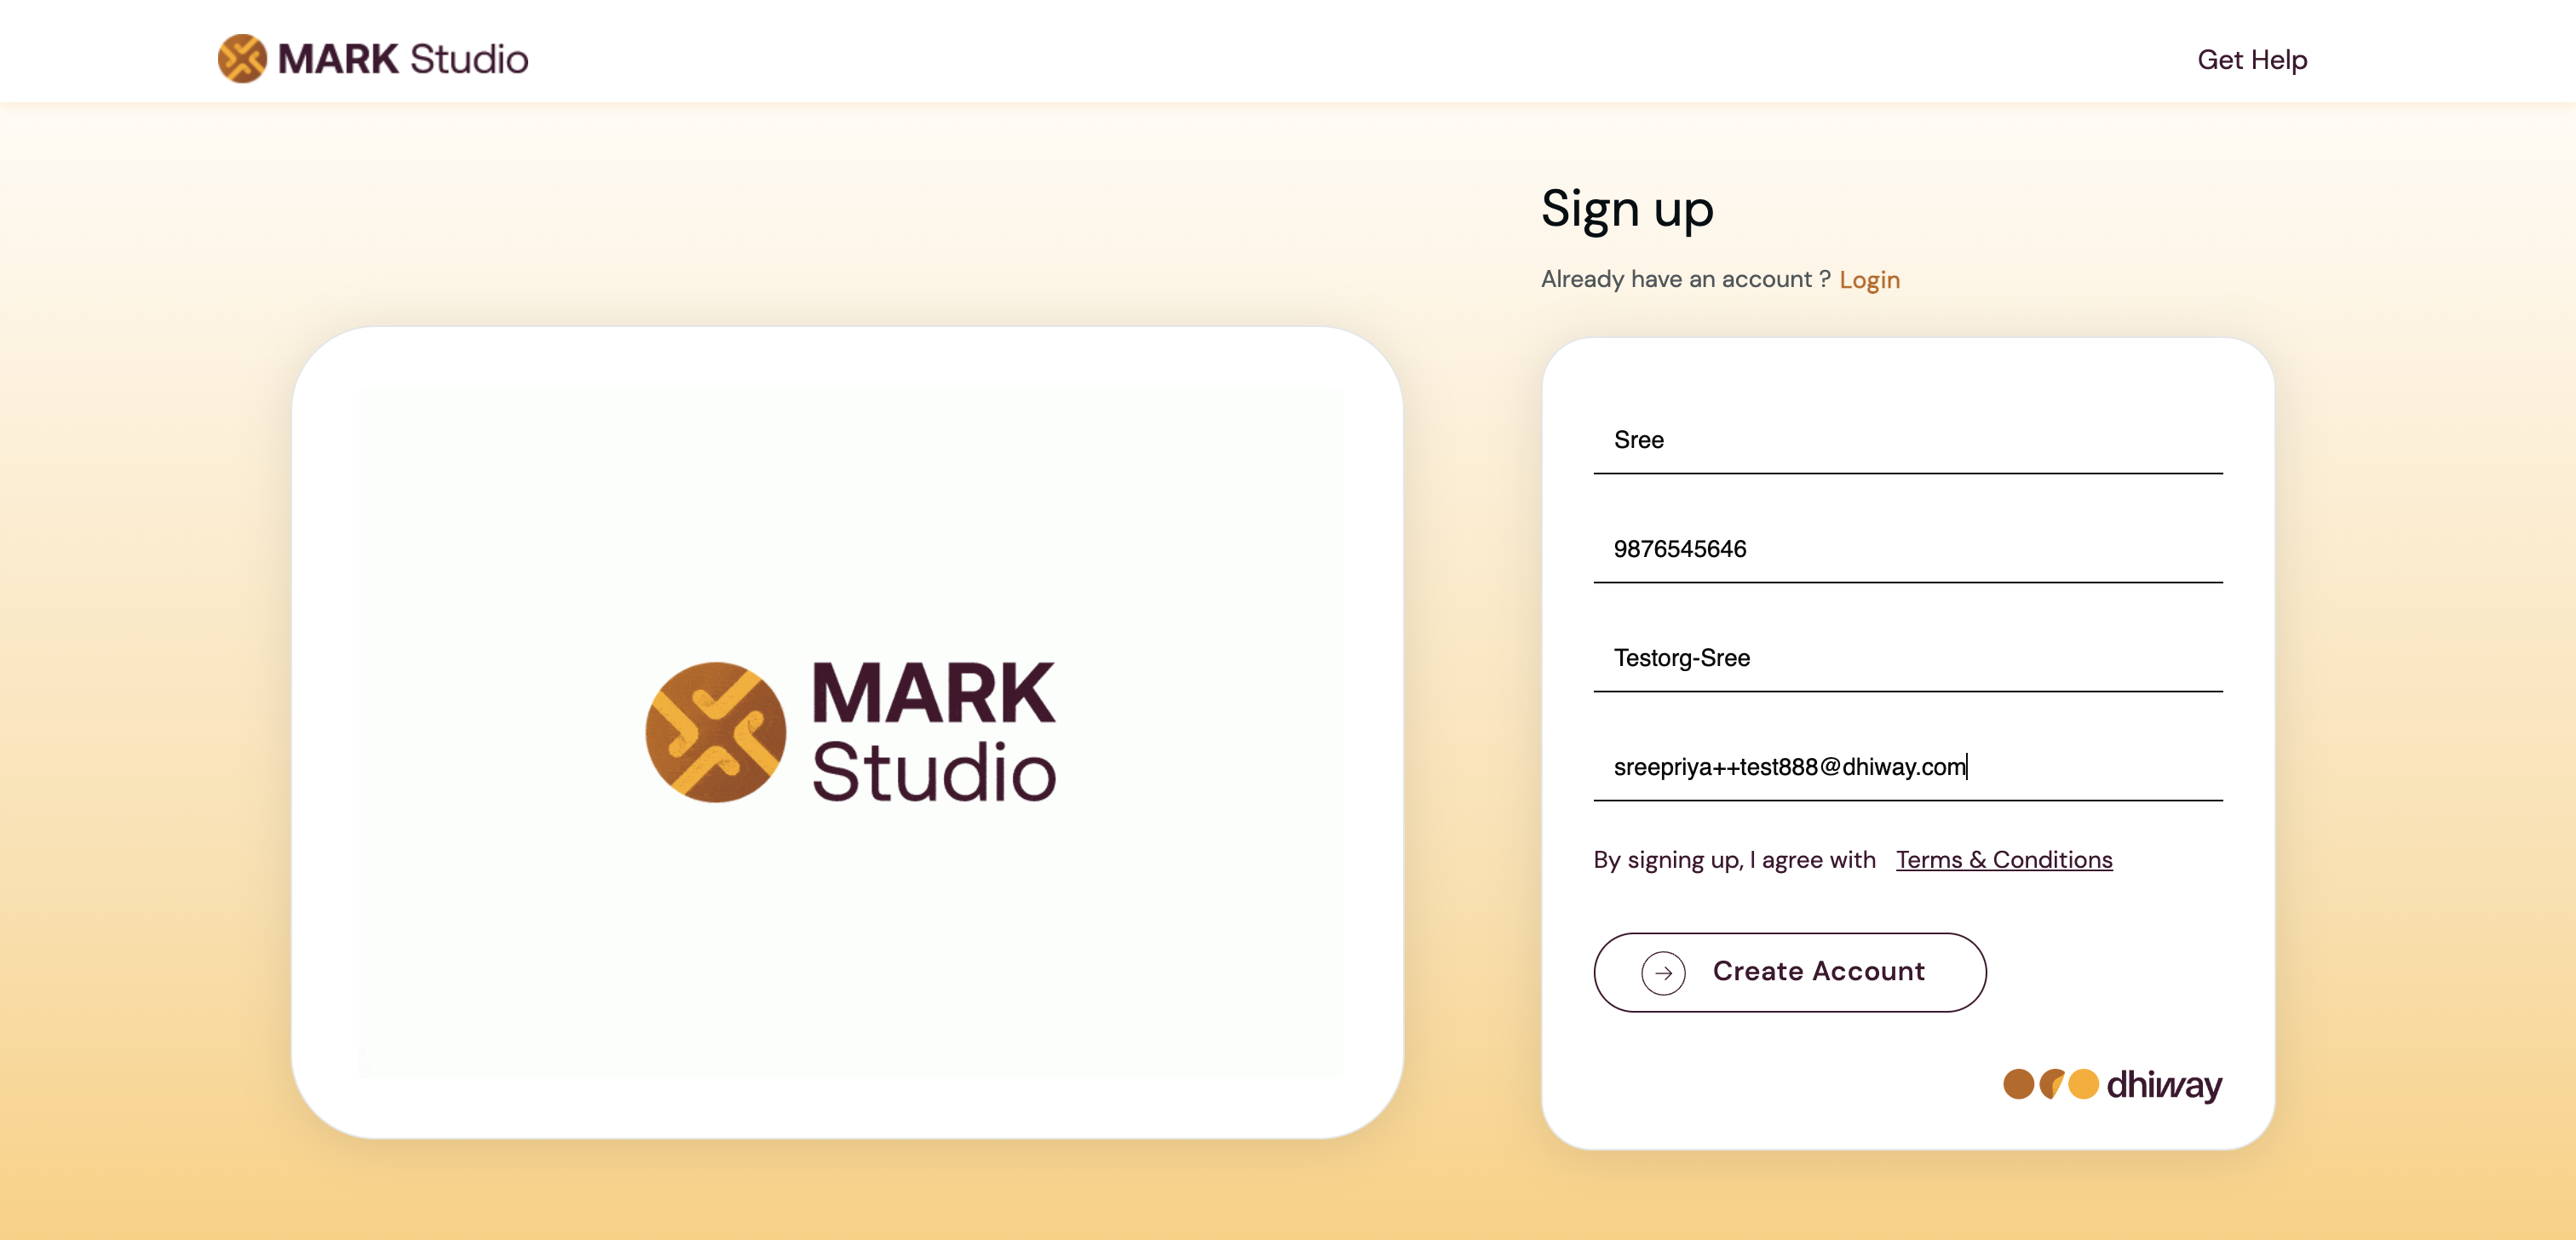 MARK Studio
Get Help
Sign up
Already have an account ? Login
MARK
Studio
Sree
9876545646
Testorg-Sree
sreepriya++test888@dhiway.com
By signing up, I agree with Terms & Conditions
Create Account
dhiway